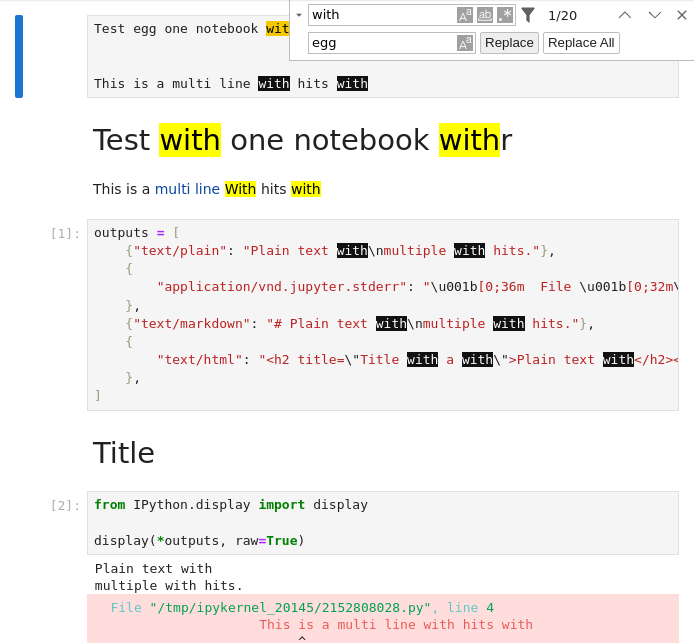 with Aa ab .* 1/20
egg Aa Replace Replace All
Test egg one notebook wit
This is a multi line with hits with
Test with one notebook withr
This is a multi line With hits with
[1]: outputs = [
{"text/plain": "Plain text with\nmultiple with hits."},
{
"application/vnd.jupyter.stderr": "\u001b[0;36m  File \u001b[0;32m\
},
{"text/markdown": "# Plain text with\nmultiple with hits."},
{
"text/html": "<h2 title=\"Title with a with\">Plain text with</h2><
},
]
Title
[2]: from IPython.display import display
display(*outputs, raw=True)
Plain text with
multiple with hits.
File "/tmp/ipykernel_20145/2152808028.py", line 4
This is a multi line with hits with
^